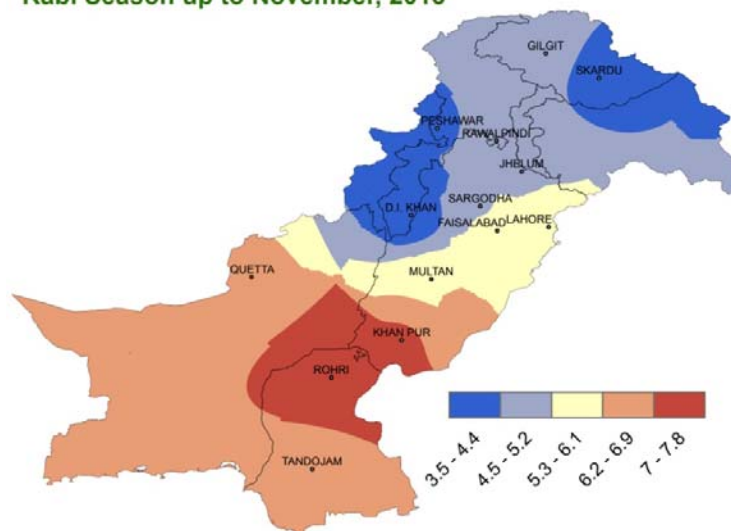 Rabi Season up to November, 2015
GILGIT
SKARDU
PESHAWAR
RAWALPINDI
JHELUM
D.I. KHAN
SARGODHA
FAISALABAD
LAHORE
QUETTA
MULTAN
KHAN PUR
ROHRI
TANDOJAM
3.5 - 4.4
4.5 - 5.2
5.3 - 6.1
6.2 - 6.9
7 - 7.8